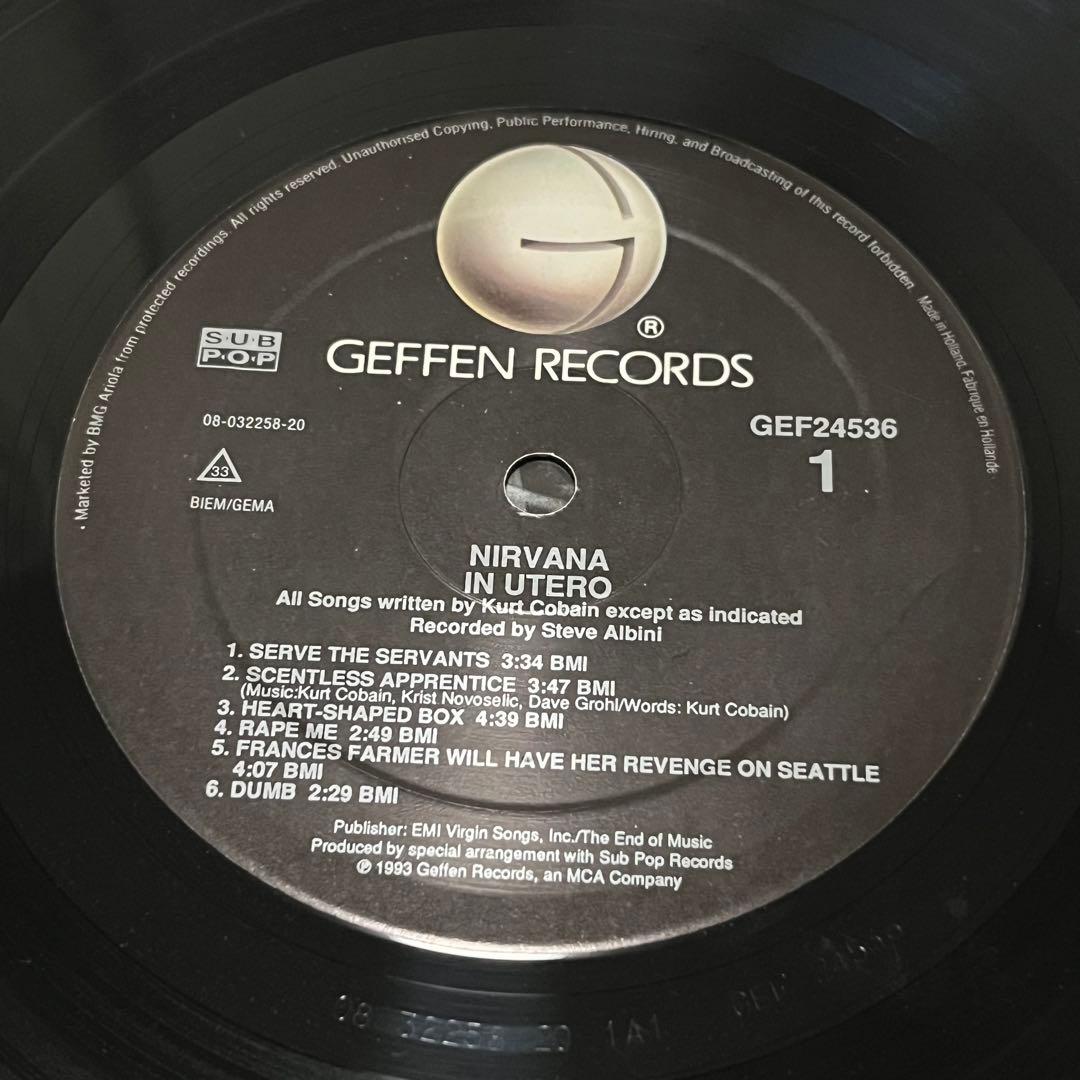 · Marketed by BMG Ariola from protected recordings. All rights reserved. Unauthorised Copying, Public Performance, Hiring, and Broadcasting of this record forbidden. Made in Holland, Fabriqué en Hollande
®
SUB
POP
GEFFEN RECORDS
08-032258-20
GEF24536
33
1
BIEM/GEMA
NIRVANA
IN UTERO
All Songs written by Kurt Cobain except as indicated
Recorded by Steve Albini
1. SERVE THE SERVANTS 3:34 BMI
2. SCENTLESS APPRENTICE 3:47 BMI
(Music:Kurt Cobain, Krist Novoselic, Dave Grohl/Words: Kurt Cobain)
3. HEART-SHAPED BOX 4:39 BMI
4. RAPE ME 2:49 BMI
5. FRANCES FARMER WILL HAVE HER REVENGE ON SEATTLE
4:07 BMI
6. DUMB 2:29 BMI
Publisher: EMI Virgin Songs, Inc./The End of Music
Produced by special arrangement with Sub Pop Records
℗ 1993 Geffen Records, an MCA Company
1A1